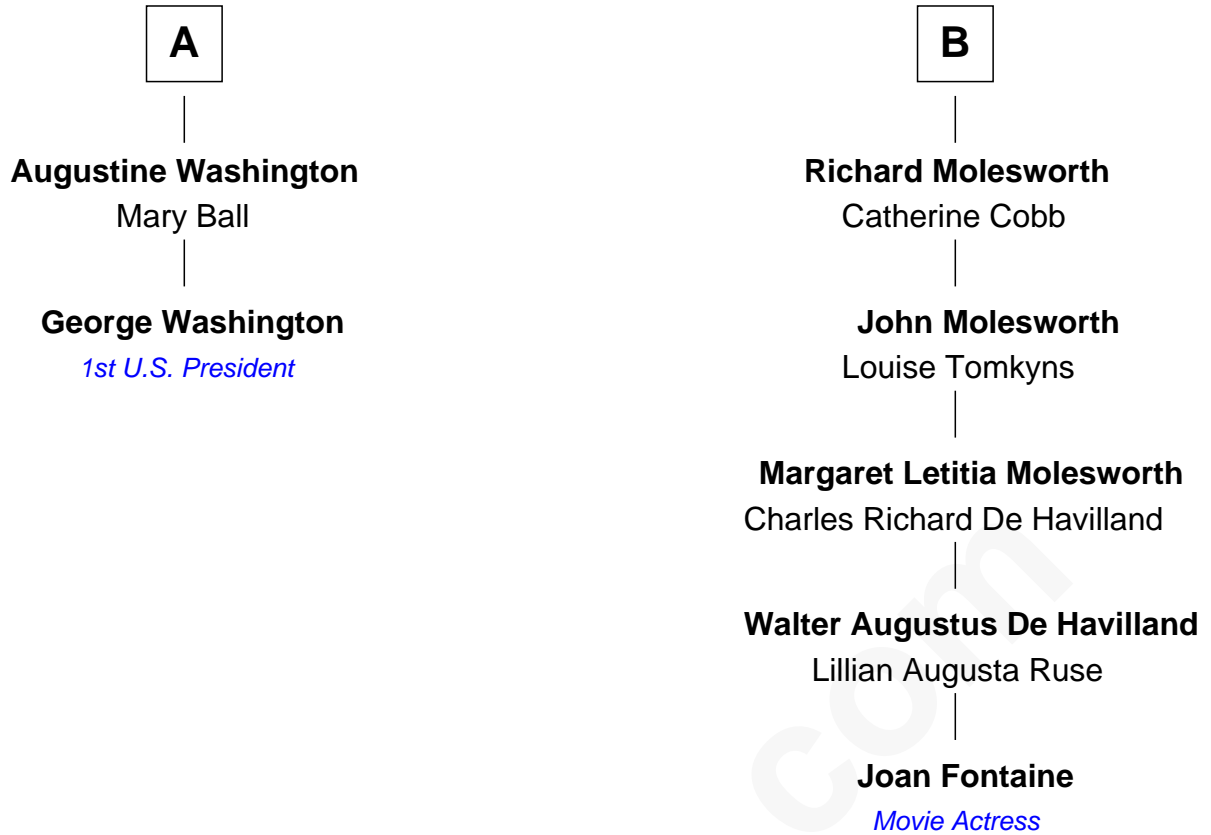 A
Augustine Washington
Mary Ball
George Washington
1st U.S. President
B
Richard Molesworth
Catherine Cobb
John Molesworth
Louise Tomkyns
Margaret Letitia Molesworth
Charles Richard De Havilland
Walter Augustus De Havilland
Lillian Augusta Ruse
Joan Fontaine
Movie Actress
com